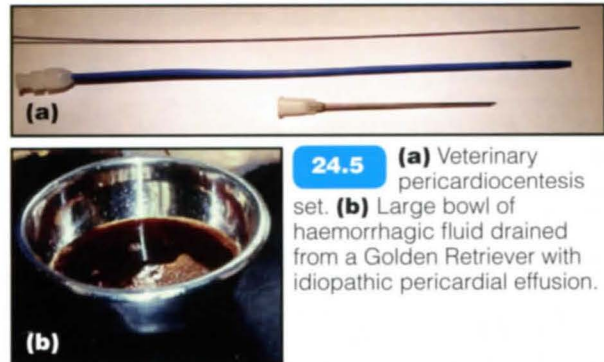 (a)
(b)
24.5 (a) Veterinary
pericardiocentesis
set. (b) Large bowl of
haemorrhagic fluid drained
from a Golden Retriever with
idiopathic pericardial effusion.